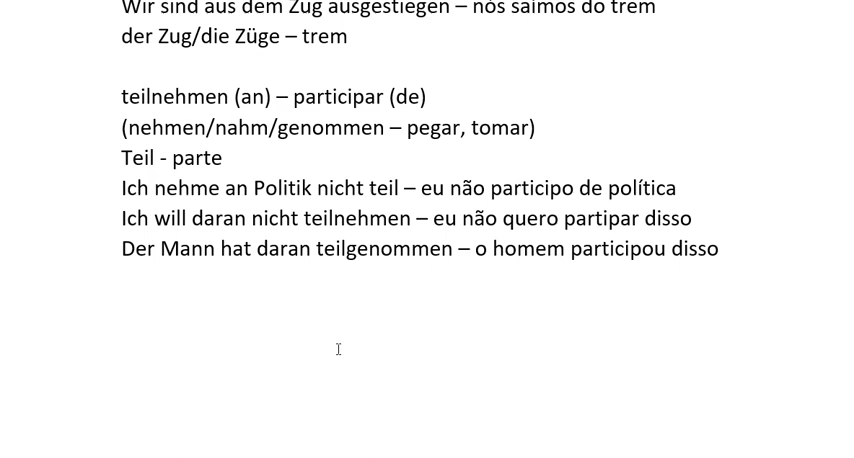 Wir sind aus dem Zug ausgestiegen – nós saímos do trem
der Zug/die Züge – trem
teilnehmen (an) – participar (de)
(nehmen/nahm/genommen – pegar, tomar)
Teil - parte
Ich nehme an Politik nicht teil – eu não participo de política
Ich will daran nicht teilnehmen – eu não quero partipar disso
Der Mann hat daran teilgenommen – o homem participou disso